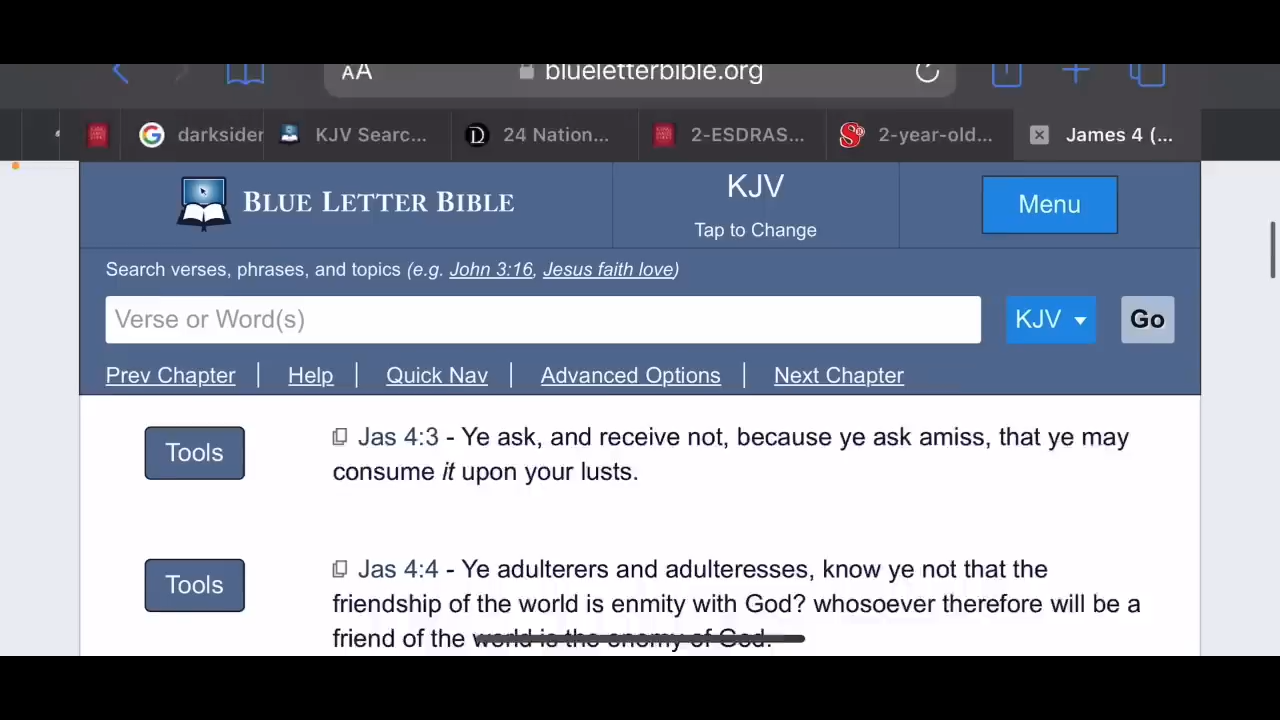 AA blueletterbible.org
darksider KJV Searc... 24 Nation... 2-ESDRAS... 2-year-old... James 4 (...
BLUE LETTER BIBLE
KJV
Tap to Change
Menu
Search verses, phrases, and topics (e.g. John 3:16, Jesus faith love)
Verse or Word(s) KJV Go
Prev Chapter | Help | Quick Nav | Advanced Options | Next Chapter
Tools
Jas 4:3 - Ye ask, and receive not, because ye ask amiss, that ye may
consume it upon your lusts.
Tools
Jas 4:4 - Ye adulterers and adulteresses, know ye not that the
friendship of the world is enmity with God? whosoever therefore will be a
friend of the world is the enemy of God.